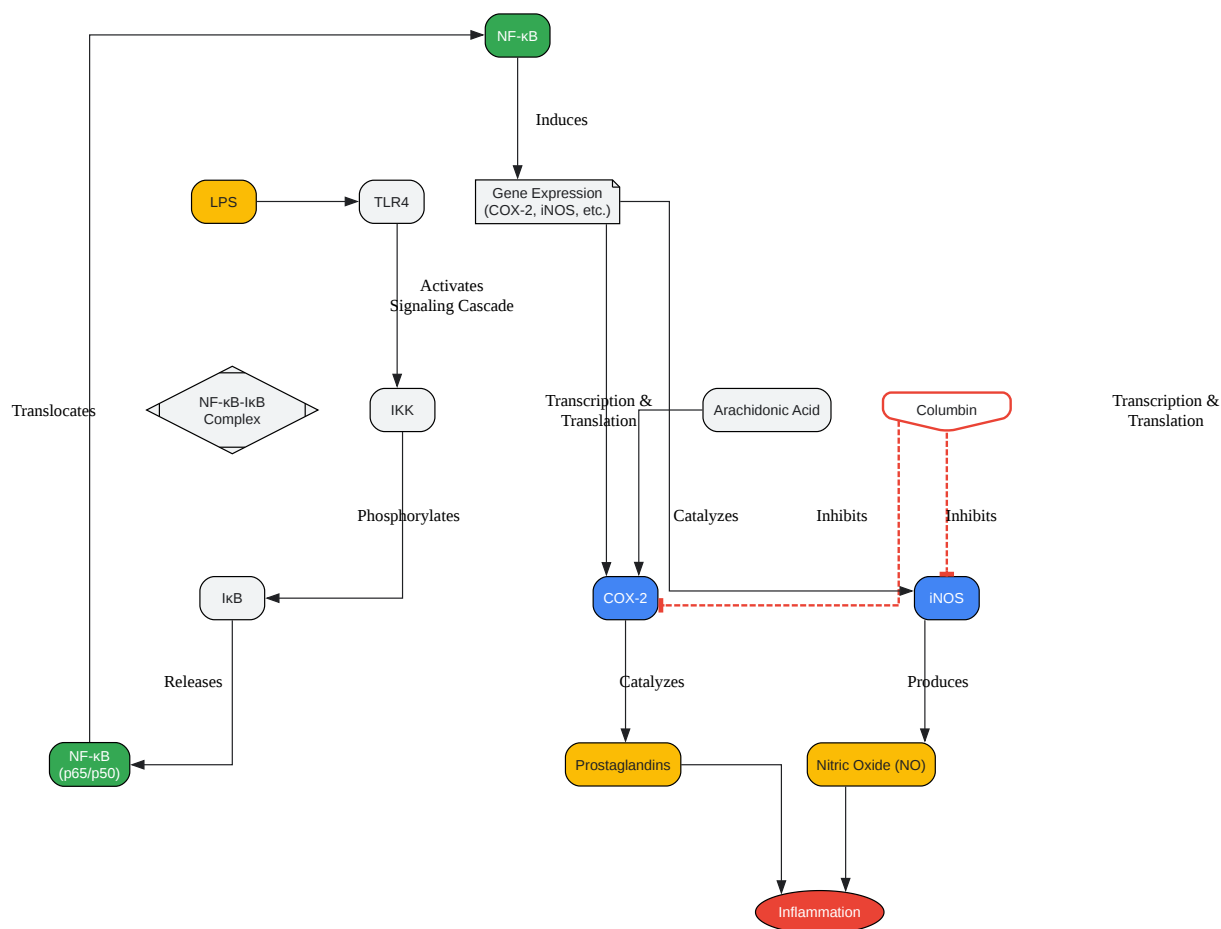 NF-κB
Induces
LPS
TLR4
Gene Expression
(COX-2, iNOS, etc.)
Activates
Signaling Cascade
Translocates
NF-κB-IκB
Complex
IKK
Transcription &
Translation
Arachidonic Acid
Columbin
Transcription &
Translation
Phosphorylates
Catalyzes
Inhibits
Inhibits
IκB
COX-2
iNOS
Releases
Catalyzes
Produces
NF-κB
(p65/p50)
Prostaglandins
Nitric Oxide (NO)
Inflammation